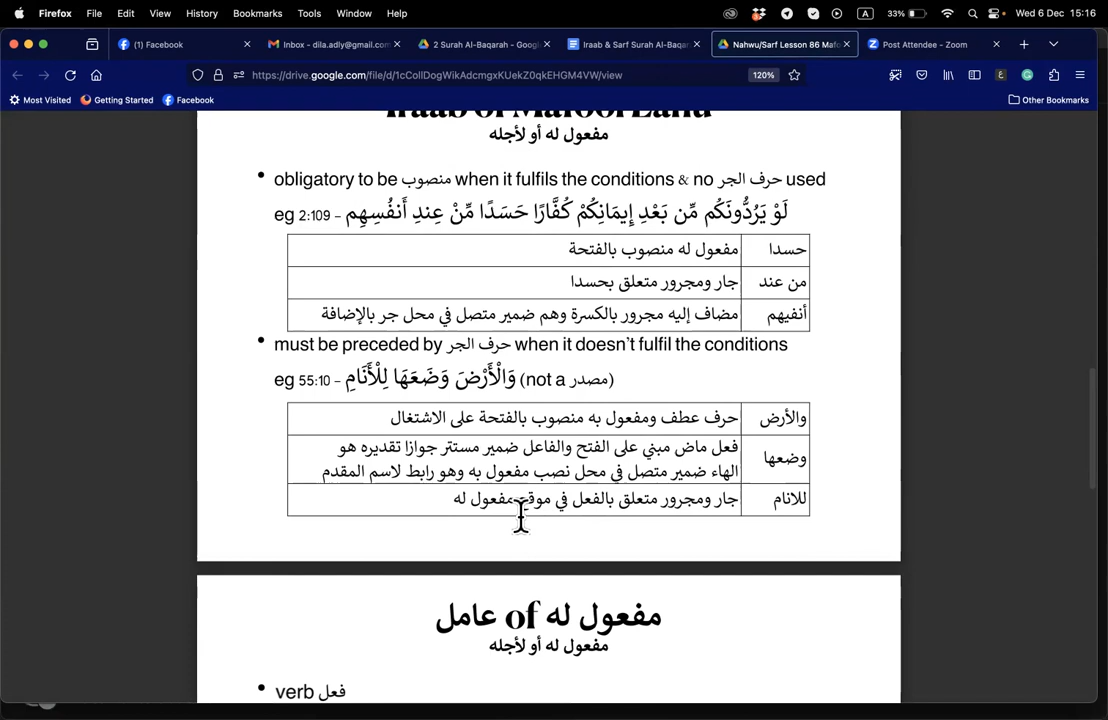 Firefox File Edit View History Bookmarks Tools Window Help A 33% Wed 6 Dec 15:16
(1) Facebook Inbox - dila.adly@gmail.com 2 Surah Al-Baqarah - Googl Iraab & Sarf Surah Al-Baqar Nahwu/Sarf Lesson 86 Maf Post Attendee - Zoom
https://drive.google.com/file/d/1cCollDogWikAdcmgxKUekZ0qkEHGM4VW/view 120%
Most Visited Getting Started Facebook Other Bookmarks
مفعول له أو لأجله
• obligatory to be منصوب when it fulfils the conditions & no حرف الجر used
eg 2:109 – لَوْ يَرُدُّونَكُم مِّن بَعْدِ إِيمَانِكُمْ كُفَّارًا حَسَدًا مِّنْ عِندِ أَنفُسِهِم
حسدا مفعول له منصوب بالفتحة
من عند جار ومجرور متعلق بحسدا
أنفيهم مضاف إليه مجرور بالكسرة وهم ضمير متصل في محل جر بالإضافة
• must be preceded by حرف الجر when it doesn't fulfil the conditions
eg 55:10 – وَالْأَرْضَ وَضَعَهَا لِلْأَنَامِ (not a مصدر)
والأرض حرف عطف ومفعول به منصوب بالفتحة على الاشتغال
وضعها فعل ماض مبني على الفتح والفاعل ضمير مستتر جوازا تقديره هو
الهاء ضمير متصل في محل نصب مفعول به وهو رابط لاسم المقدم
للانام جار ومجرور متعلق بالفعل في موقع مفعول له
عامل of مفعول له
مفعول له أو لأجله
• verb فعل